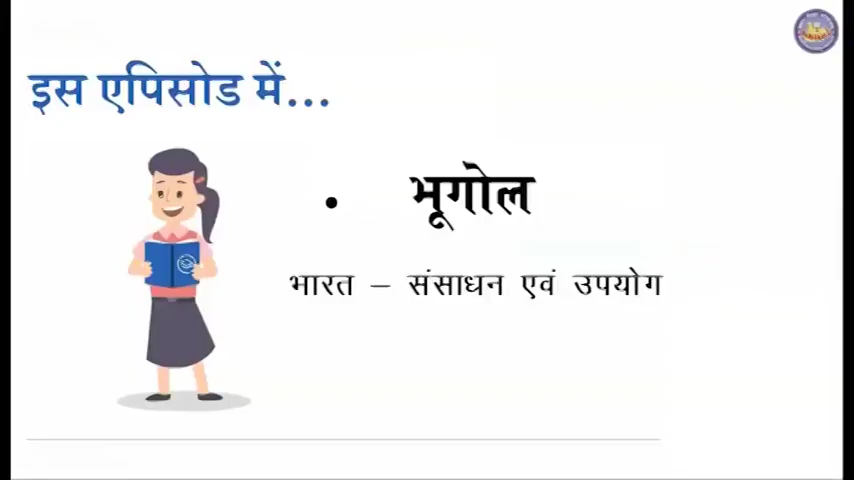 इस एपिसोड में...
• भूगोल
भारत – संसाधन एवं उपयोग